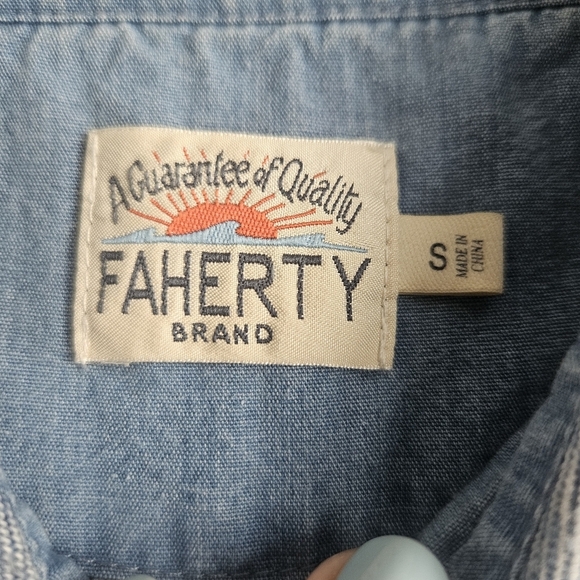 A Guarantee of Quality
FAHERTY
BRAND
S
MADE IN
CHINA